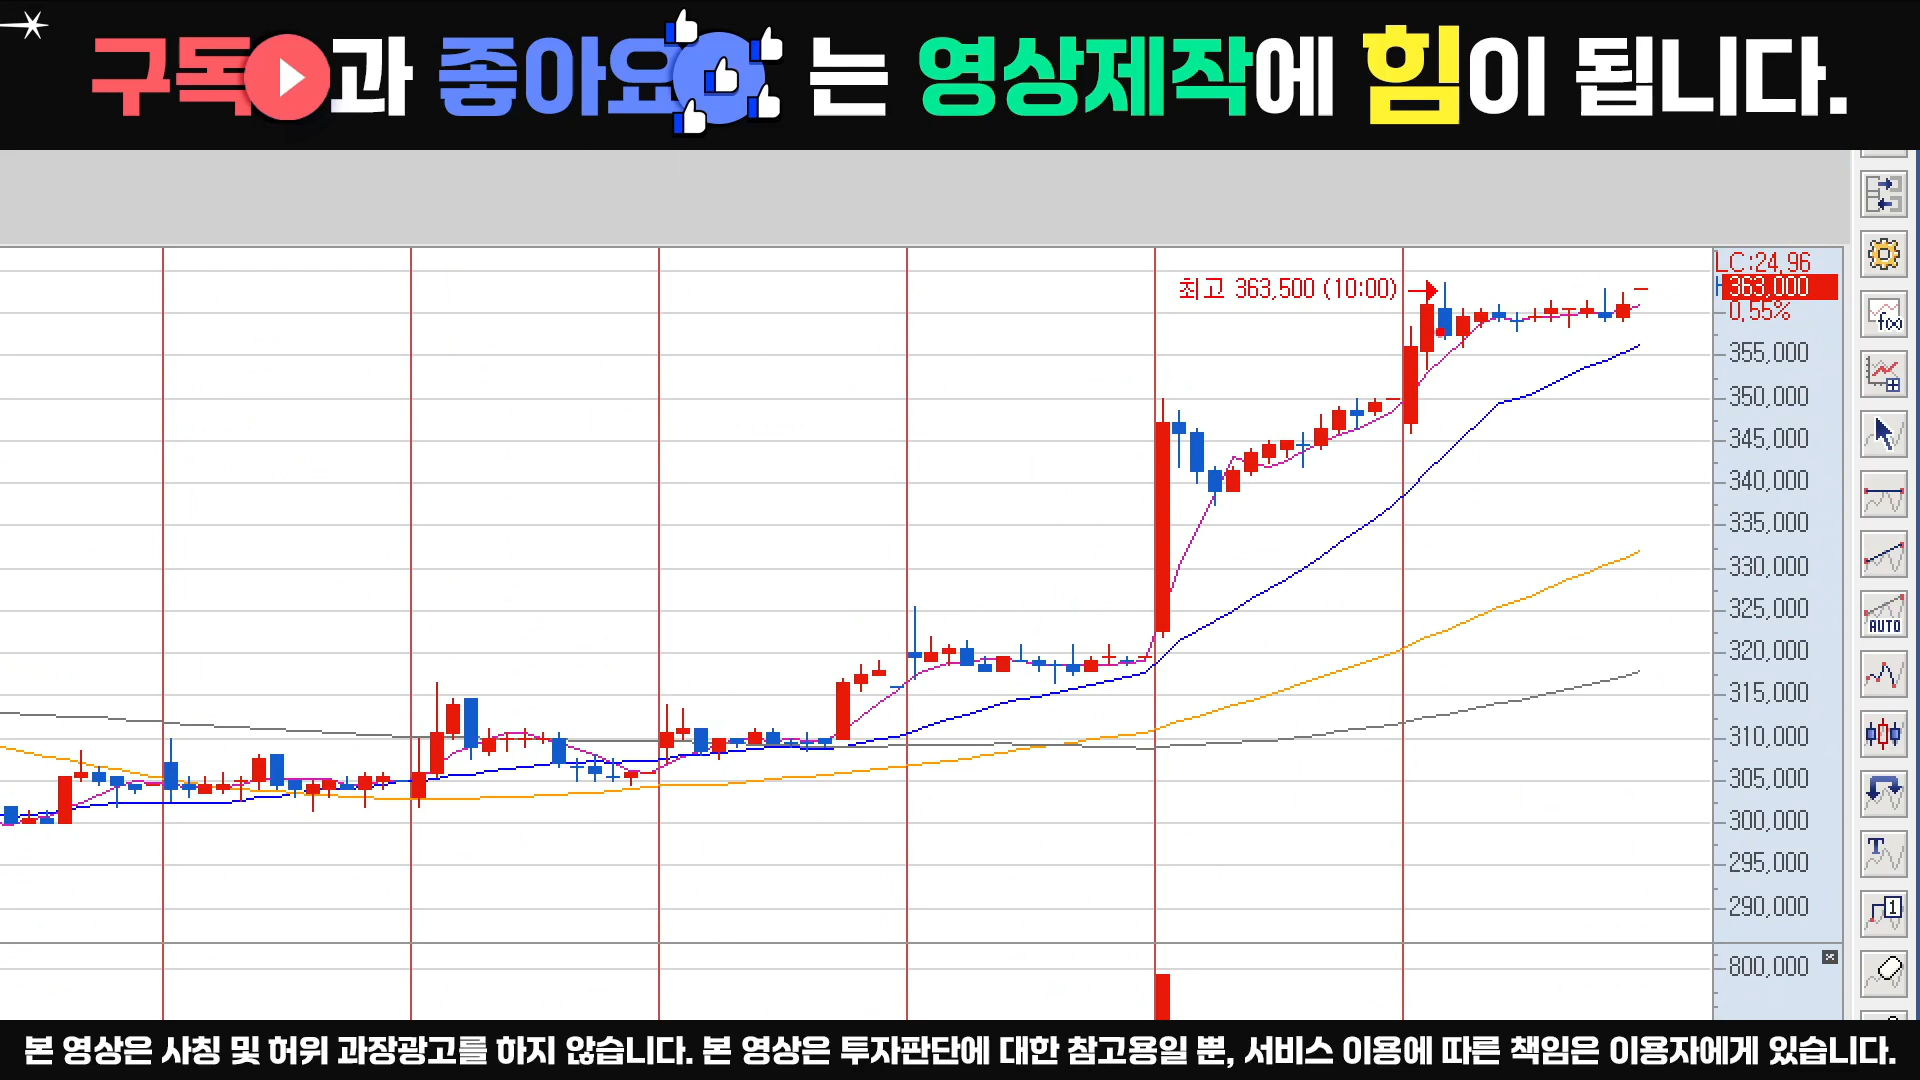 구독과 좋아요는 영상제작에 힘이 됩니다.
LC:24,96
최고 363,500 (10:00)
363,000
0,55%
355,000
350,000
345,000
340,000
335,000
330,000
325,000
320,000
315,000
310,000
305,000
300,000
295,000
290,000
800,000
f(x)
AUTO
T
1
본 영상은 사칭 및 허위 과장광고를 하지 않습니다. 본 영상은 투자판단에 대한 참고용일 뿐, 서비스 이용에 따른 책임은 이용자에게 있습니다.